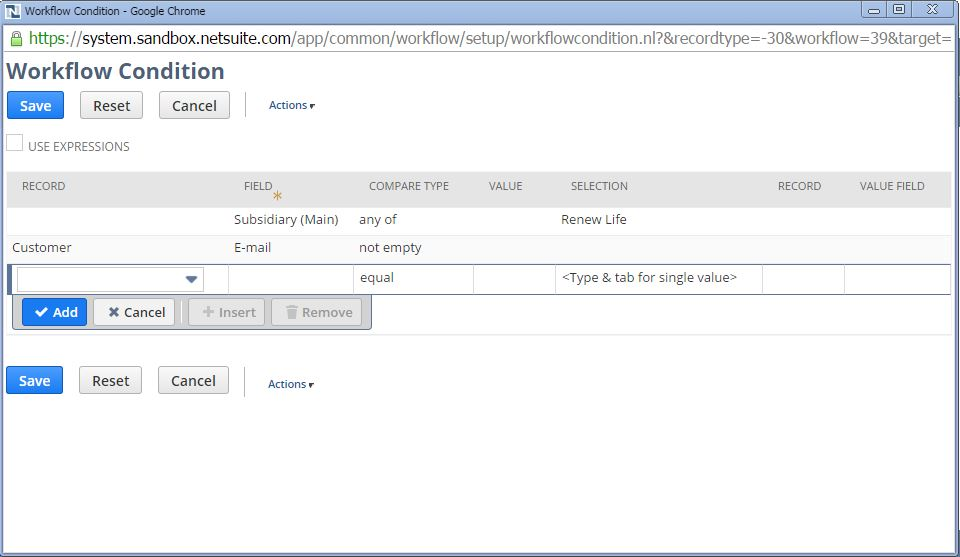 Workflow Condition - Google Chrome
https://system.sandbox.netsuite.com/app/common/workflow/setup/workflowcondition.nl?&recordtype=-30&workflow=39&target=
Workflow Condition
Save Reset Cancel Actions
USE EXPRESSIONS
RECORD FIELD COMPARE TYPE VALUE SELECTION RECORD VALUE FIELD
Subsidiary (Main) any of Renew Life
Customer E-mail not empty
equal <Type & tab for single value>
Add Cancel Insert Remove
Save Reset Cancel Actions